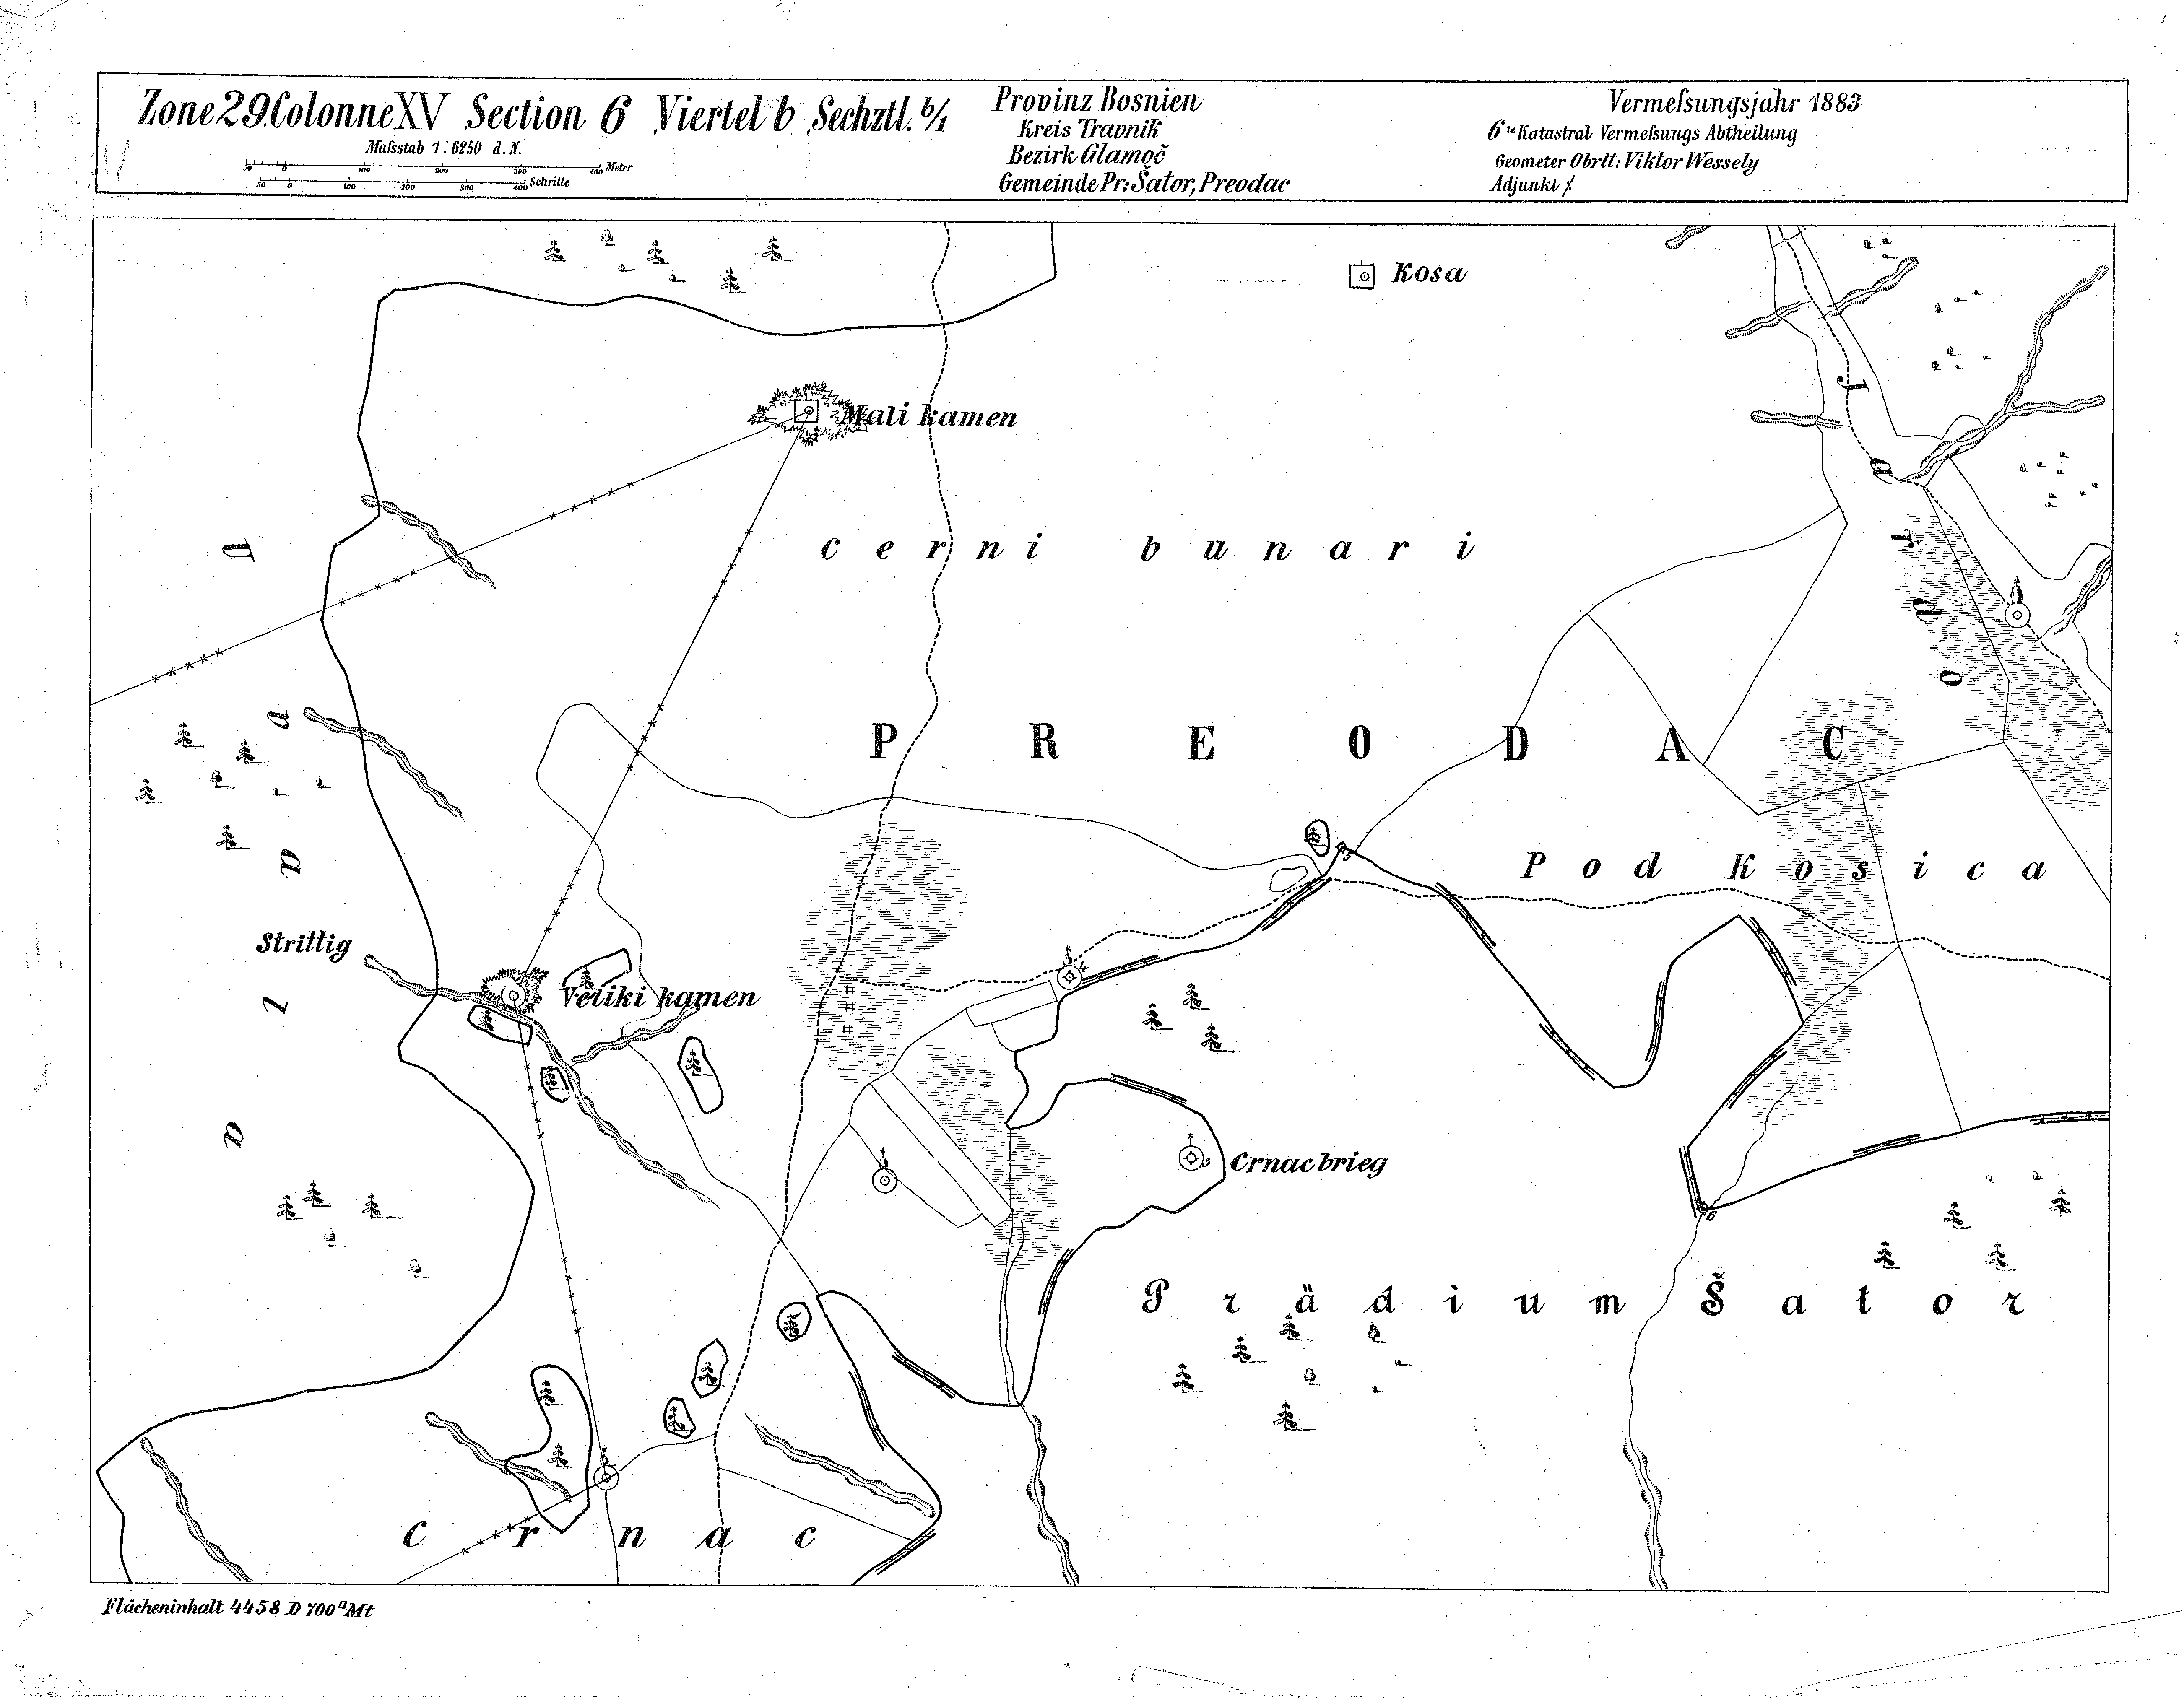 Zone 29. Colonne XV Section 6 Viertel b Sechztl. b/1
Maſsstab 1:6250 d. N.
50 0 100 200 300 400 Meter
50 0 100 200 300 400 Schritte
Provinz Bosnien
Kreis Travnik
Bezirk Glamoč
Gemeinde Pr: Šator, Preodac
Vermeſsungsjahr 1883
6te Katastral Vermeſsungs Abtheilung
Geometer Obrlt: Viktor Wessely
Adjunkt /.
Kosa
Mali kamen
Jaruga
cerni bunari
PREODAC
Pod Kosica
Strittig
Veliki kamen
Crnac brieg
Prädium Šator
crnac
Flächeninhalt 4458 D 700□Mt